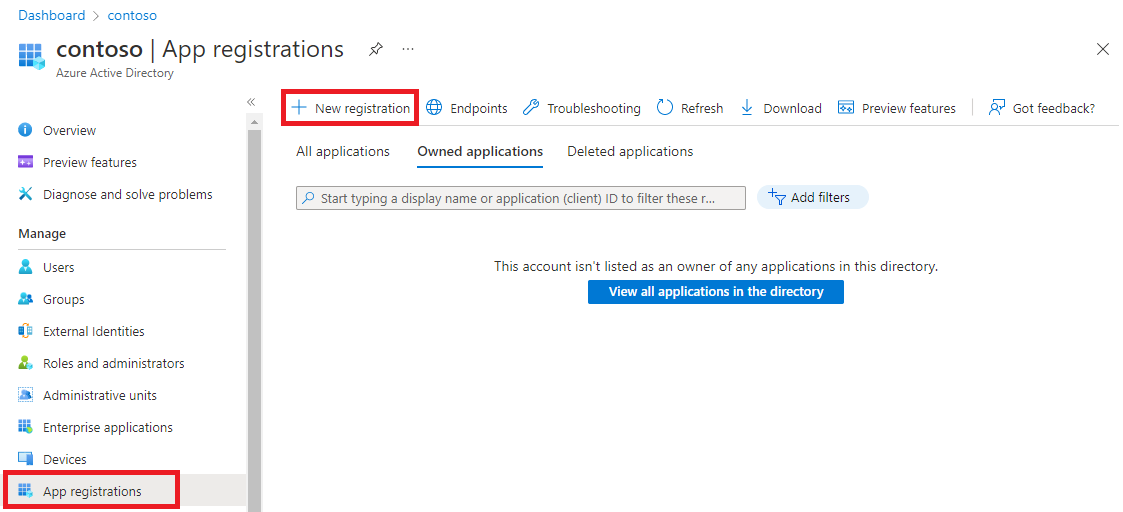 Dashboard > contoso
contoso | App registrations
Azure Active Directory
Overview
Preview features
Diagnose and solve problems
Manage
Users
Groups
External Identities
Roles and administrators
Administrative units
Enterprise applications
Devices
App registrations
New registration Endpoints Troubleshooting Refresh Download Preview features Got feedback?
All applications Owned applications Deleted applications
Start typing a display name or application (client) ID to filter these r... Add filters
This account isn't listed as an owner of any applications in this directory.
View all applications in the directory